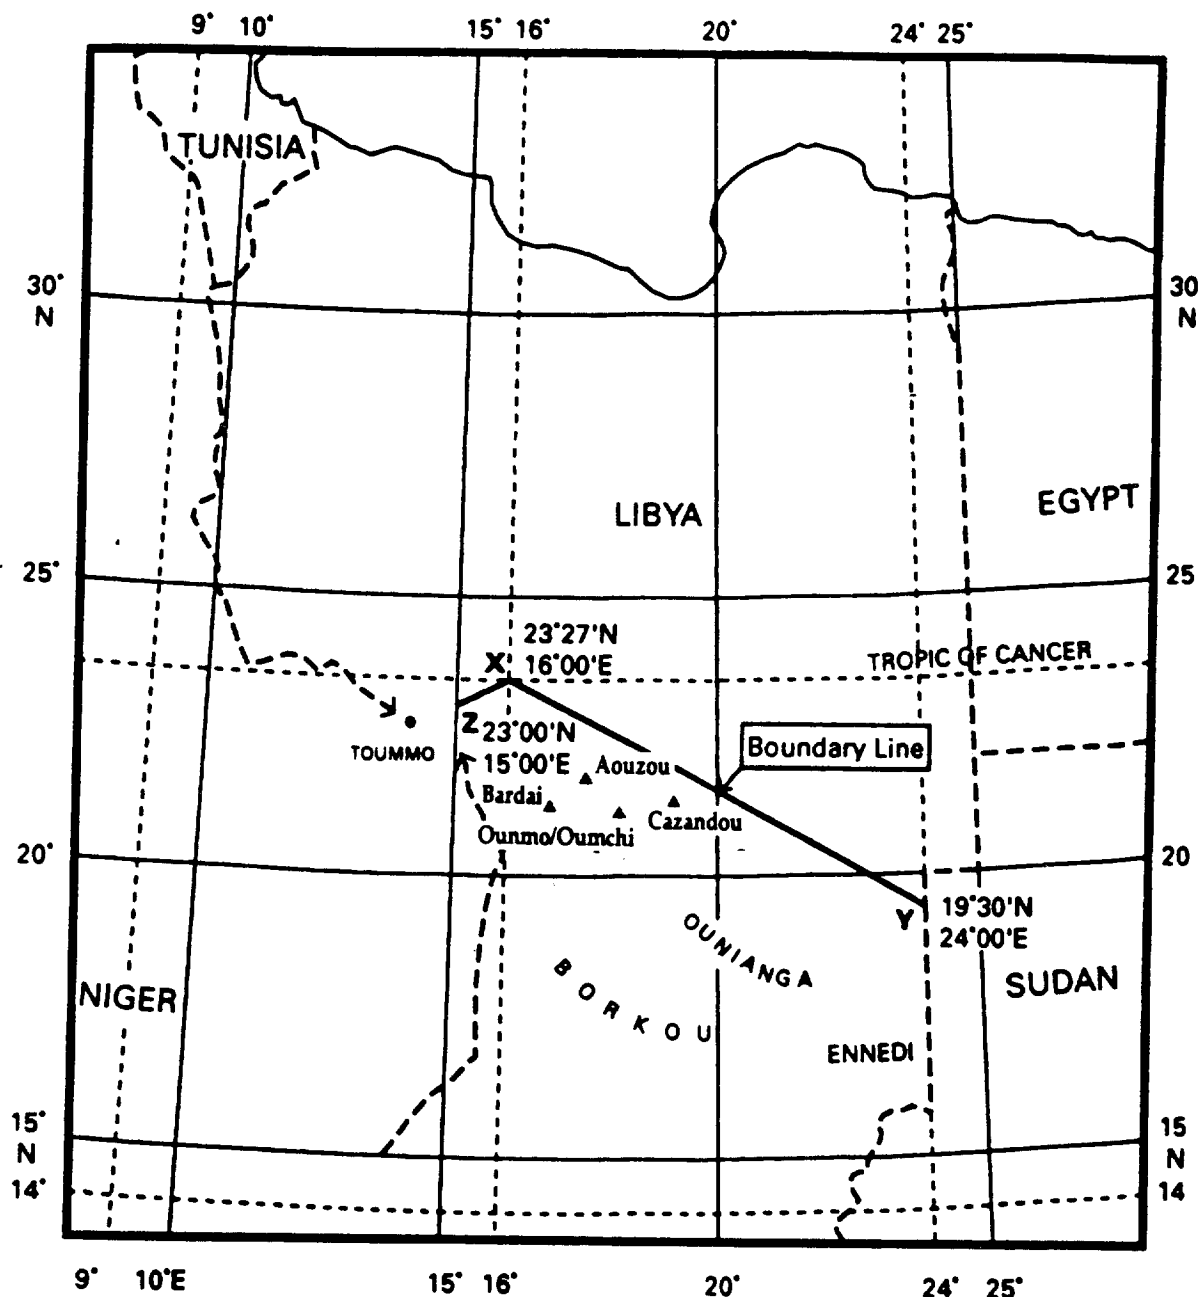 9° 10° 15° 16° 20° 24° 25°
TUNISIA
30° 30
N N
LIBYA
EGYPT
25° 25
23°27'N
X 16°00'E
TROPIC OF CANCER
Z 23°00'N
15°00'E
TOUMMO
Boundary Line
Aouzou
Bardai
Cazandou
Ounmo/Oumchi
20° 20
Y 19°30'N
24°00'E
OUNIANGA
BORKOU
NIGER
SUDAN
ENNEDI
15° 15
N N
14° 14
9° 10°E 15° 16° 20° 24° 25°